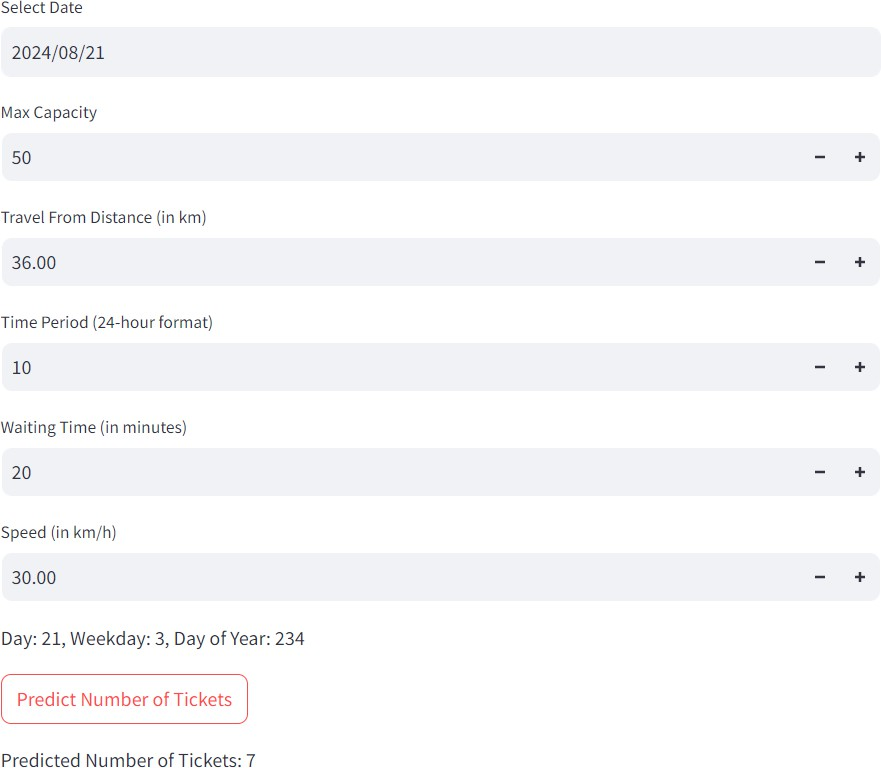 Select Date
2024/08/21
Max Capacity
50
Travel From Distance (in km)
36.00
Time Period (24-hour format)
10
Waiting Time (in minutes)
20
Speed (in km/h)
30.00
Day: 21, Weekday: 3, Day of Year: 234
Predict Number of Tickets
Predicted Number of Tickets: 7